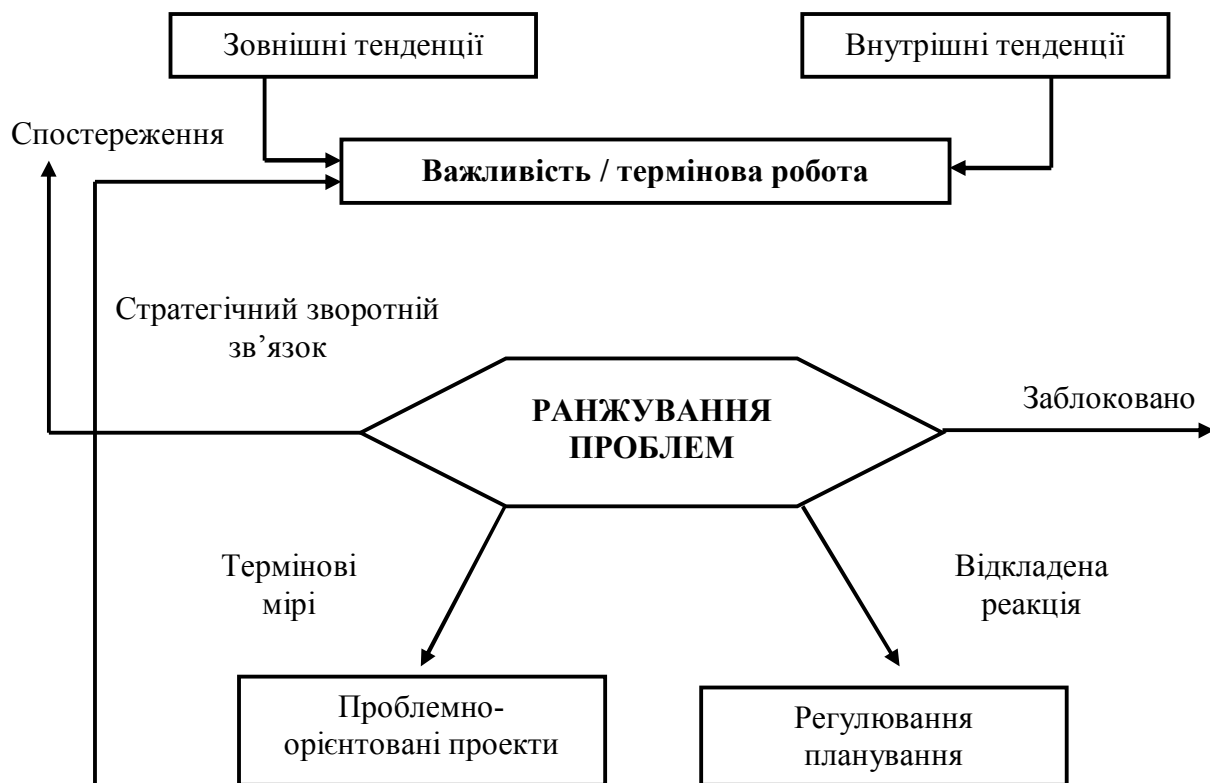 Зовнішні тенденції
Внутрішні тенденції
Спостереження
Важливість / термінова робота
Стратегічний зворотній
зв’язок
РАНЖУВАННЯ
ПРОБЛЕМ
Заблоковано
Термінові
мірі
Відкладена
реакція
Проблемно-
орієнтовані проекти
Регулювання
планування